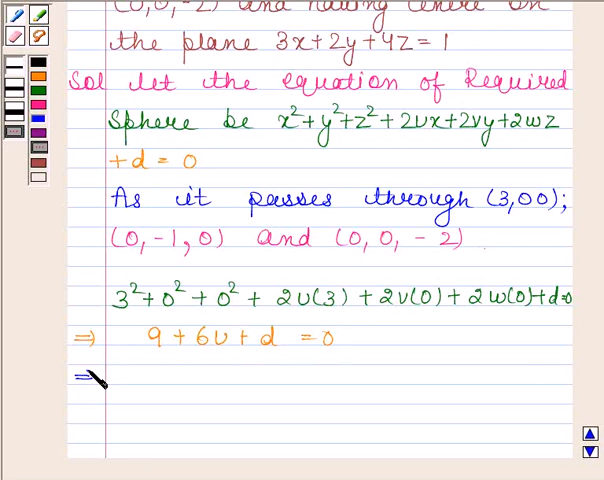 (0,0,-2) and having centre on
the plane 3x+2y+4z=1
Sol let the equation of Required
Sphere be x²+y²+z²+2ux+2vy+2wz
+d=0
As it passes through (3,00);
(0,-1,0) and (0,0,-2).
3²+0²+0²+2u(3)+2v(0)+2w(0)+d=0
⇒ 9+6u+d=0
⇒